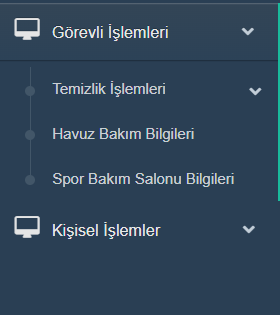 Görevli İşlemleri
Temizlik İşlemleri
Havuz Bakım Bilgileri
Spor Bakım Salonu Bilgileri
Kişisel İşlemler